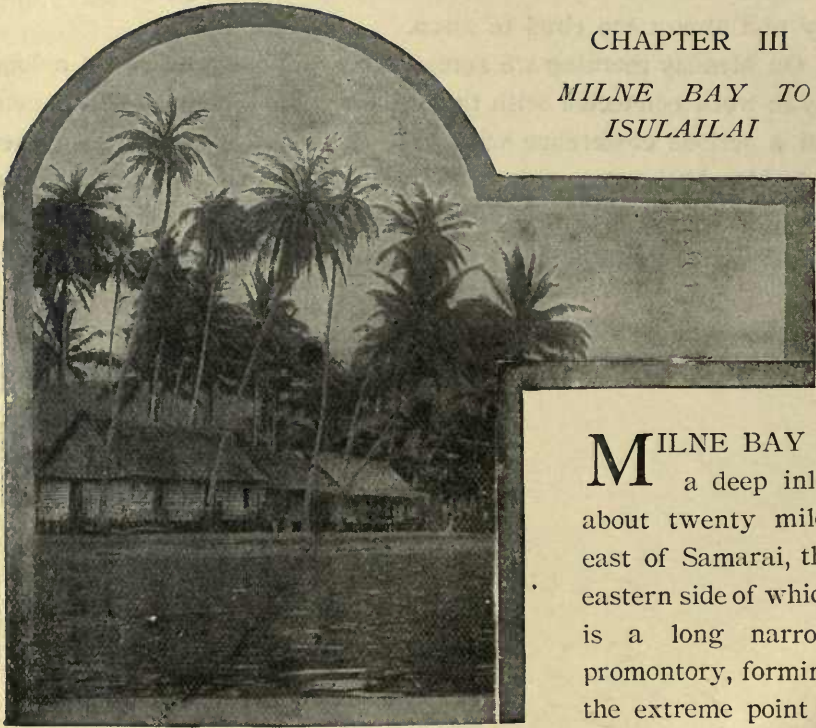 CHAPTER III
MILNE BAY TO
ISULAILAI
MILNE BAY
a deep inl
about twenty mile
east of Samarai, th
eastern side of whic
is a long narro
promontory, formin
the extreme point